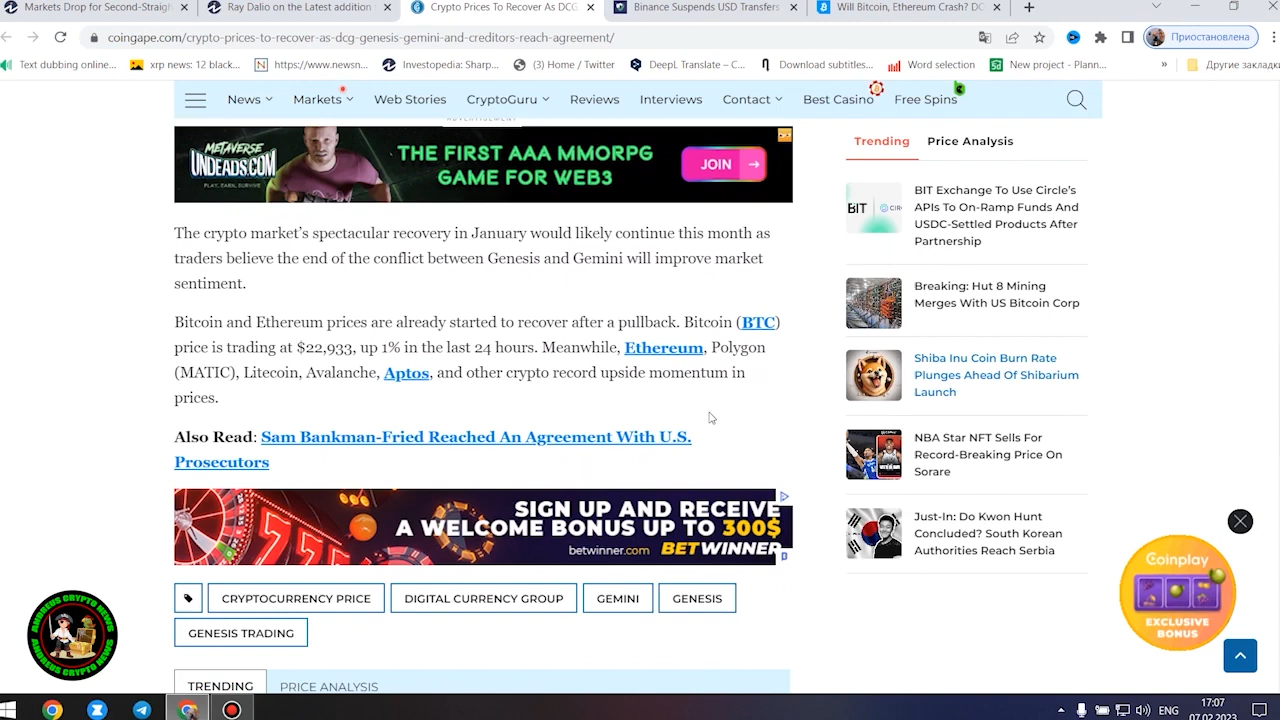 Markets Drop for Second-Straigh
Ray Dalio on the Latest addition
Crypto Prices To Recover As DCG,
Binance Suspends USD Transfers
Will Bitcoin, Ethereum Crash? DC
coingape.com/crypto-prices-to-recover-as-dcg-genesis-gemini-and-creditors-reach-agreement/
Приостановлена
Text dubbing online...
xrp news: 12 black...
https://www.newsn...
Investopedia: Sharp...
(3) Home / Twitter
DeepL Translate – C...
Download subtitles...
Word selection
New project - Plann...
»
Другие закладки
News
Markets
Web Stories
CryptoGuru
Reviews
Interviews
Contact
Best Casino
Free Spins
ADVERTISEMENT
METAVERSE
UNDEADS.COM
PLAY. EARN. SURVIVE.
THE FIRST AAA MMORPG
GAME FOR WEB3
JOIN →
The crypto market's spectacular recovery in January would likely continue this month as
traders believe the end of the conflict between Genesis and Gemini will improve market
sentiment.
Bitcoin and Ethereum prices are already started to recover after a pullback. Bitcoin (BTC)
price is trading at $22,933, up 1% in the last 24 hours. Meanwhile, Ethereum, Polygon
(MATIC), Litecoin, Avalanche, Aptos, and other crypto record upside momentum in
prices.
Also Read: Sam Bankman-Fried Reached An Agreement With U.S.
Prosecutors
SIGN UP AND RECEIVE
A WELCOME BONUS UP TO 300$
betwinner.com BETWINNER
CRYPTOCURRENCY PRICE
DIGITAL CURRENCY GROUP
GEMINI
GENESIS
GENESIS TRADING
TRENDING
PRICE ANALYSIS
Trending
Price Analysis
BIT
CIR
BIT Exchange To Use Circle's
APIs To On-Ramp Funds And
USDC-Settled Products After
Partnership
Breaking: Hut 8 Mining
Merges With US Bitcoin Corp
Shiba Inu Coin Burn Rate
Plunges Ahead Of Shibarium
Launch
NBA Star NFT Sells For
Record-Breaking Price On
Sorare
Just-In: Do Kwon Hunt
Concluded? South Korean
Authorities Reach Serbia
Coinplay
EXCLUSIVE
BONUS
ANDREUS CRYPTO NEWS
ANDREUS CRYPTO NEWS
ENG
17:07
07.02.2023